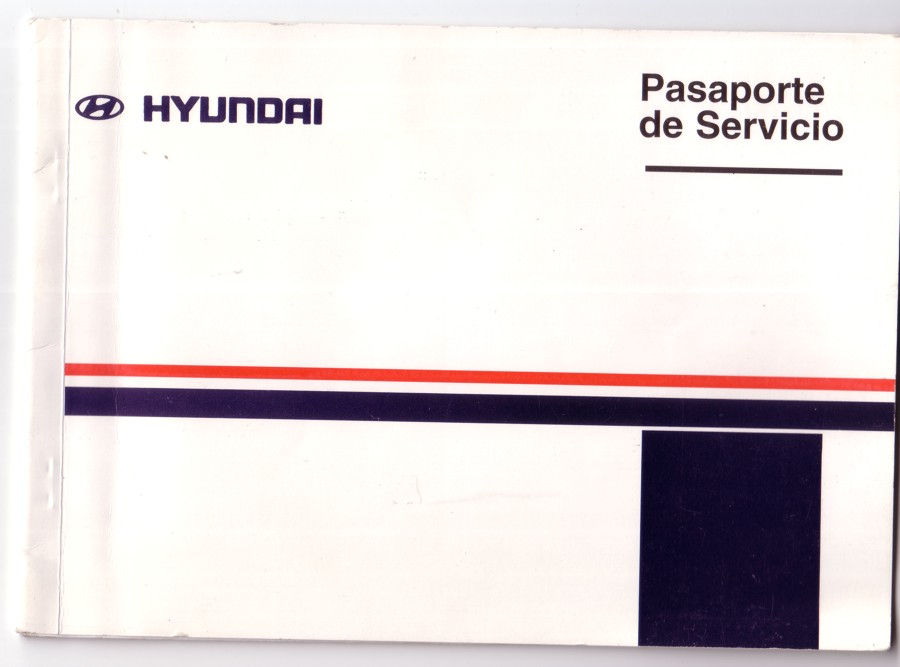 HYUNDAI
Pasaporte
de Servicio